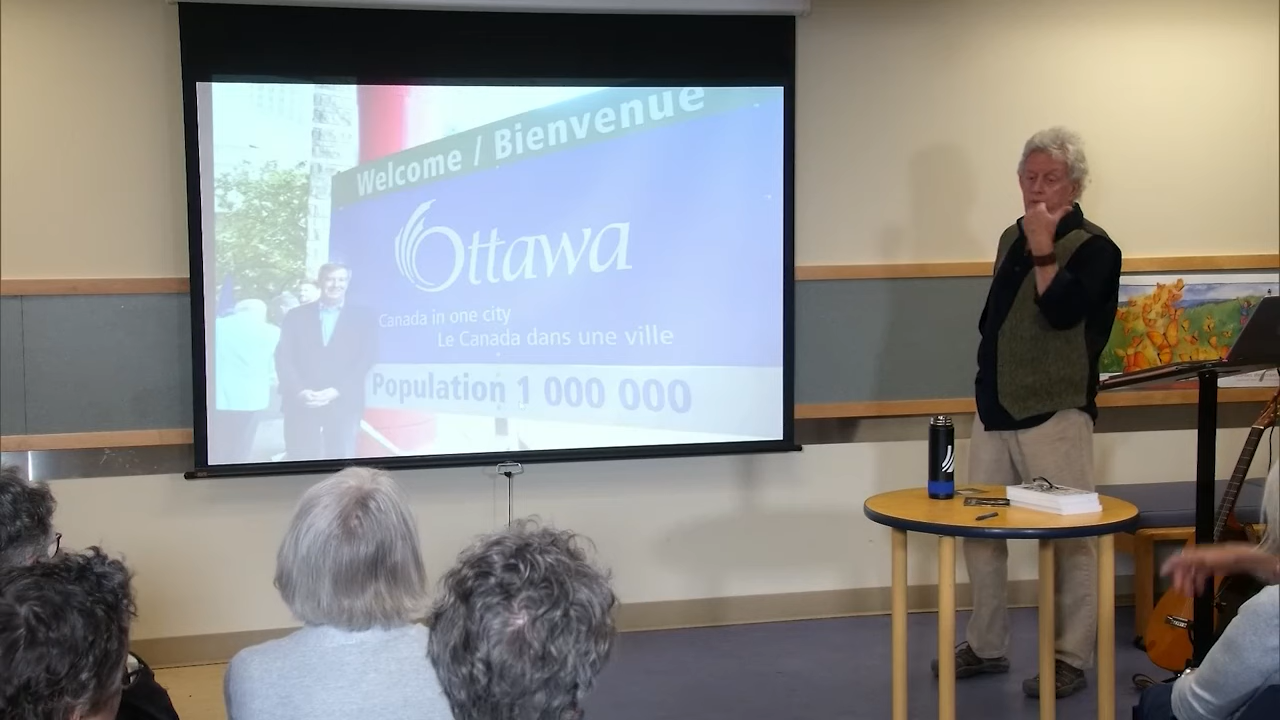 Welcome / Bienvenue
Ottawa
Canada in one city
Le Canada dans une ville
Population 1 000 000